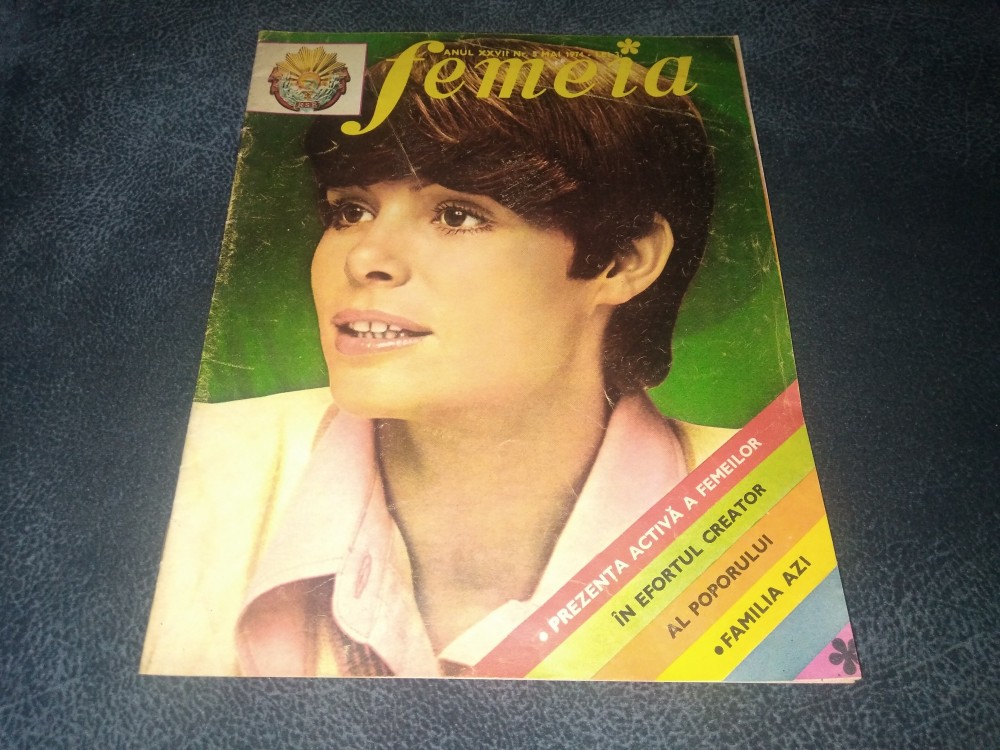 ANUL XXVII Nr. 5 MAI 1974
femeia
• PREZENȚA ACTIVĂ A FEMEILOR
ÎN EFORTUL CREATOR
AL POPORULUI
• FAMILIA AZI